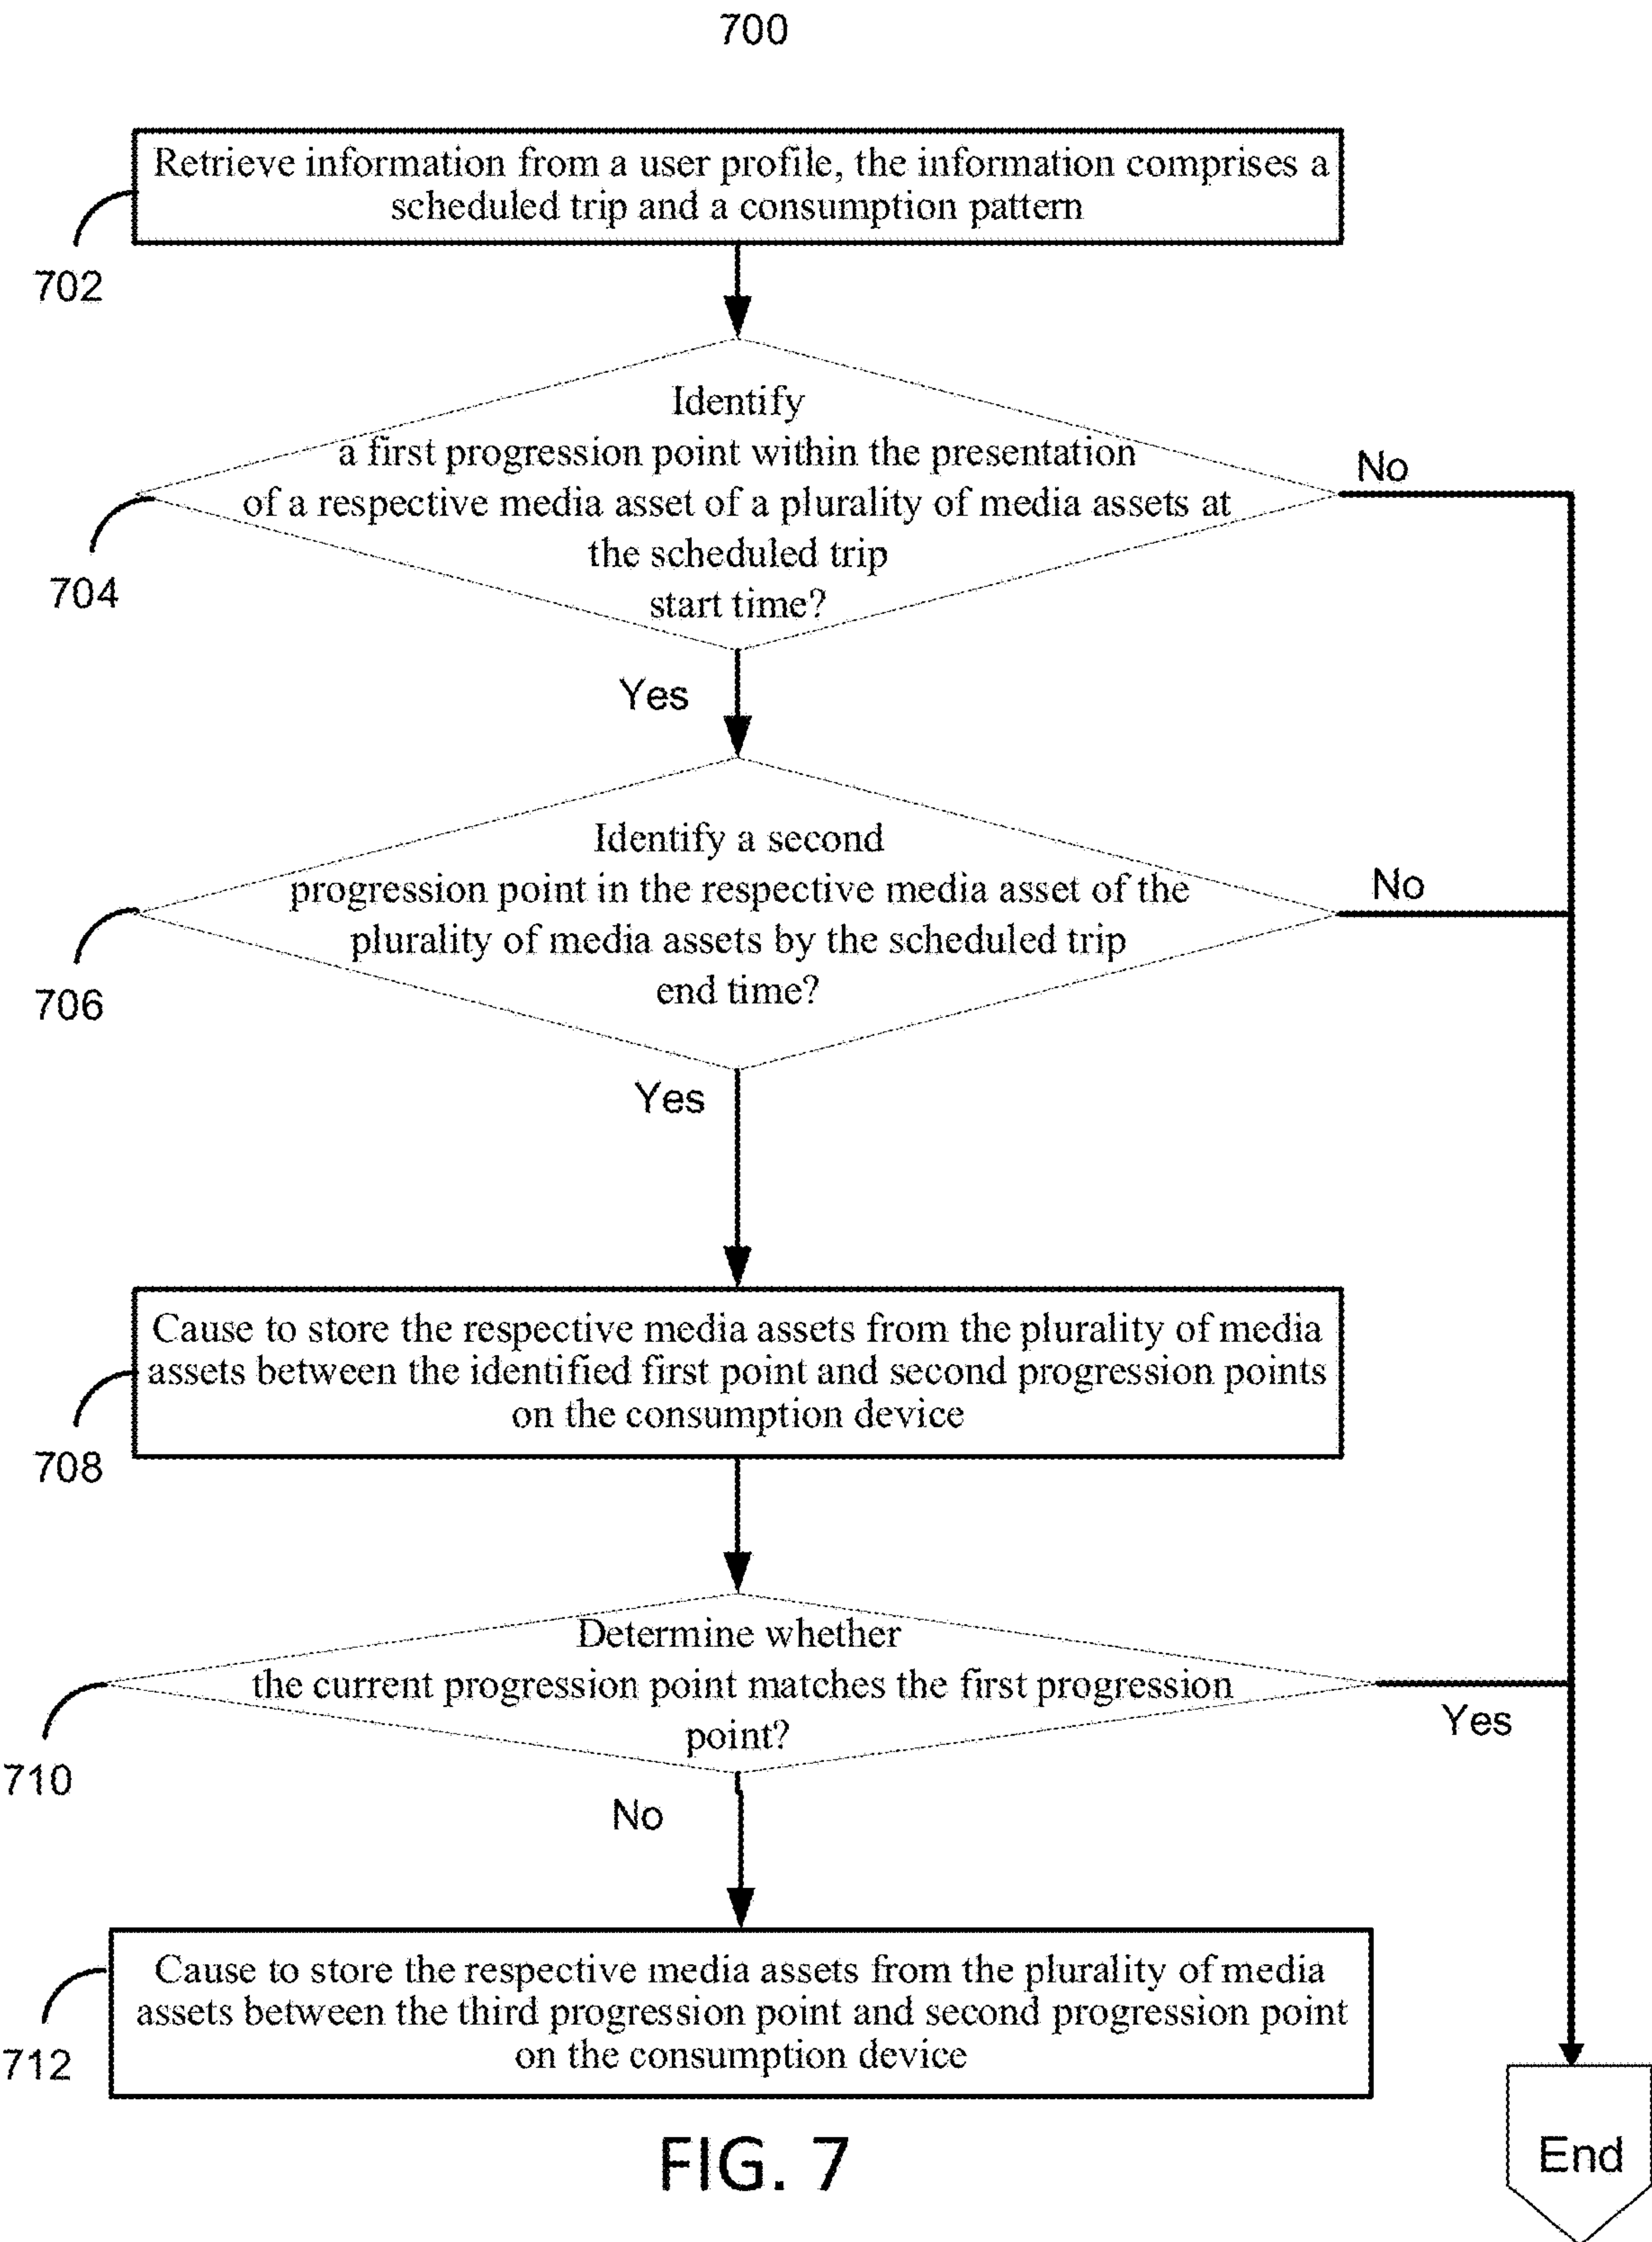 700
Retrieve information from a user profile, the information comprises a
scheduled trip and a consumption pattern
702
Identify
a first progression point within the presentation
of a respective media asset of a plurality of media assets at
the scheduled trip
start time?
No
704
Yes
Identify a second
progression point in the respective media asset of the
plurality of media assets by the scheduled trip
end time?
No
706
Yes
Cause to store the respective media assets from the plurality of media
assets between the identified first point and second progression points
on the consumption device
708
Determine whether
the current progression point matches the first progression
point?
Yes
710
No
Cause to store the respective media assets from the plurality of media
assets between the third progression point and second progression point
on the consumption device
712
End
FIG. 7